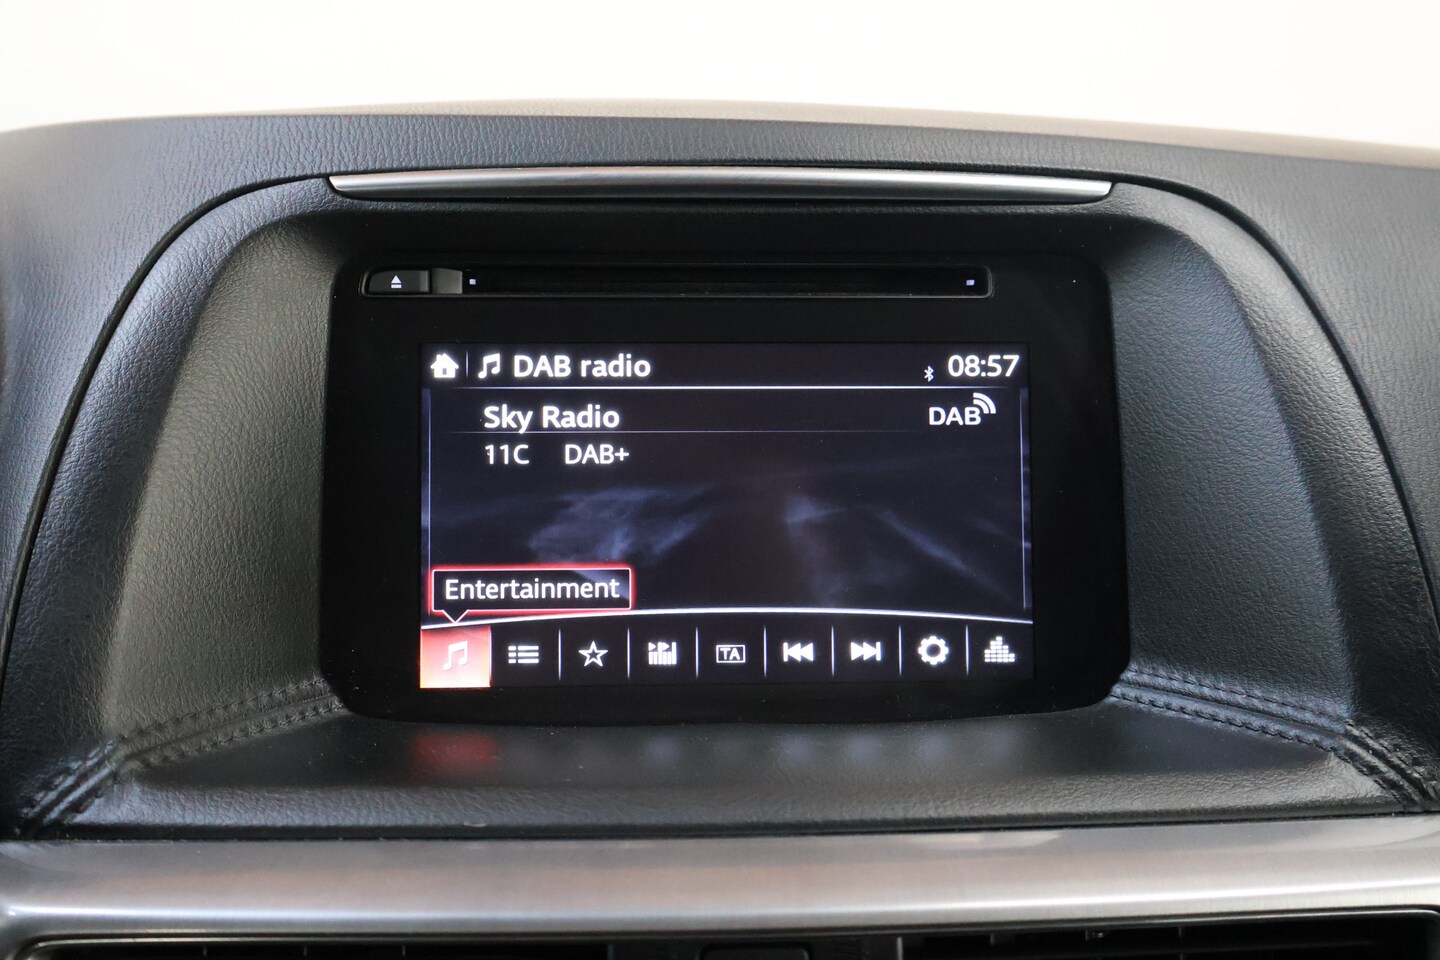 DAB radio 08:57
Sky Radio DAB
11C DAB+
Entertainment
TA